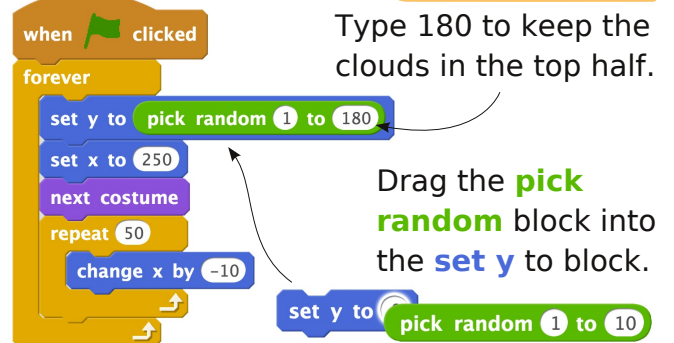 when clicked
forever
set y to pick random 1 to 180
set x to 250
next costume
repeat 50
change x by -10
Type 180 to keep the
clouds in the top half.
Drag the pick
random block into
the set y to block.
set y to
pick random 1 to 10